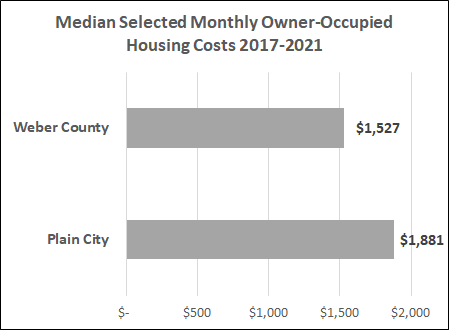 Median Selected Monthly Owner-Occupied
Housing Costs 2017-2021
Weber County
$1,527
Plain City
$1,881
$-
$500
$1,000
$1,500
$2,000